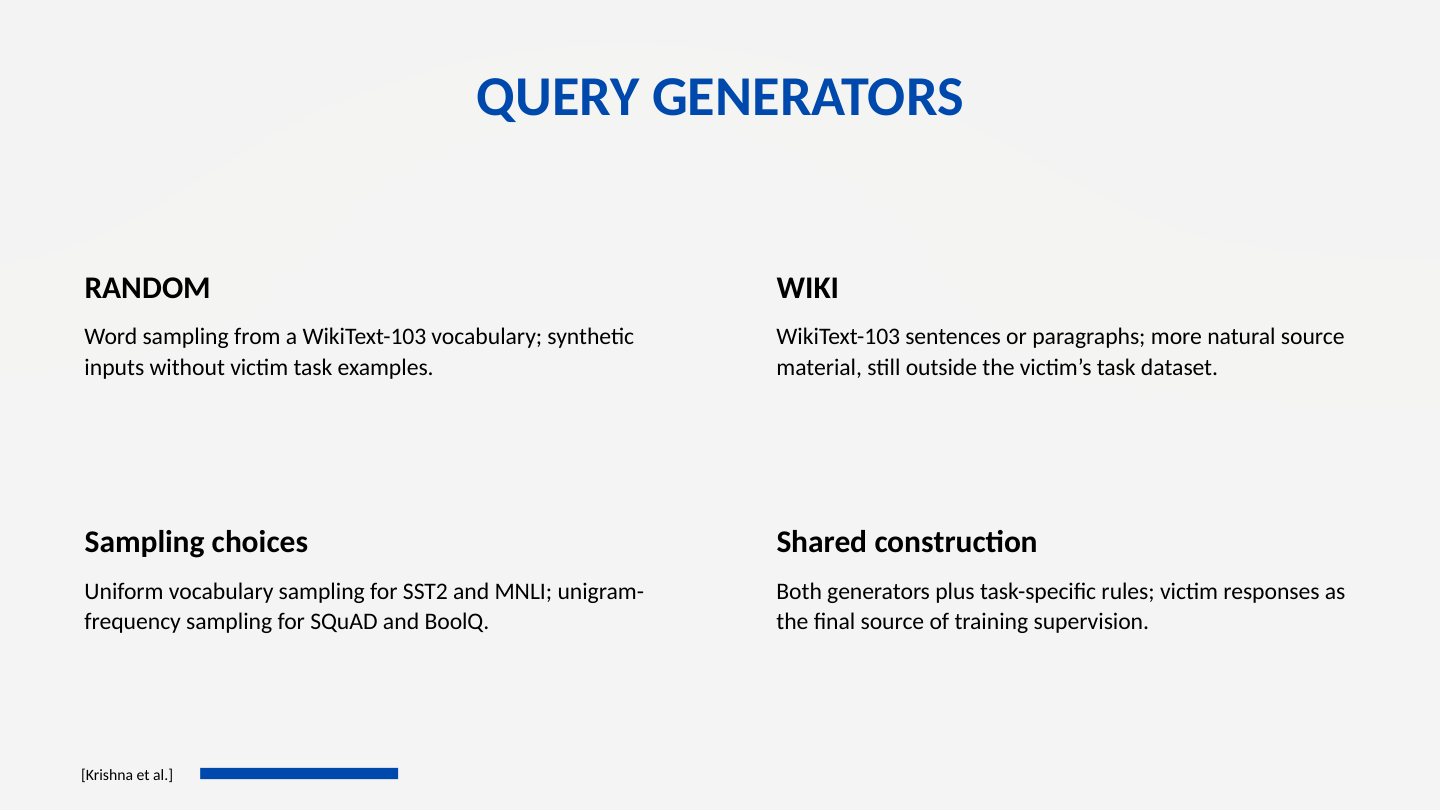 QUERY GENERATORS
RANDOM
Word sampling from a WikiText-103 vocabulary; synthetic
inputs without victim task examples.
WIKI
WikiText-103 sentences or paragraphs; more natural source
material, still outside the victim’s task dataset.
Sampling choices
Uniform vocabulary sampling for SST2 and MNLI; unigram-
frequency sampling for SQuAD and BoolQ.
Shared construction
Both generators plus task-specific rules; victim responses as
the final source of training supervision.
[Krishna et al.]